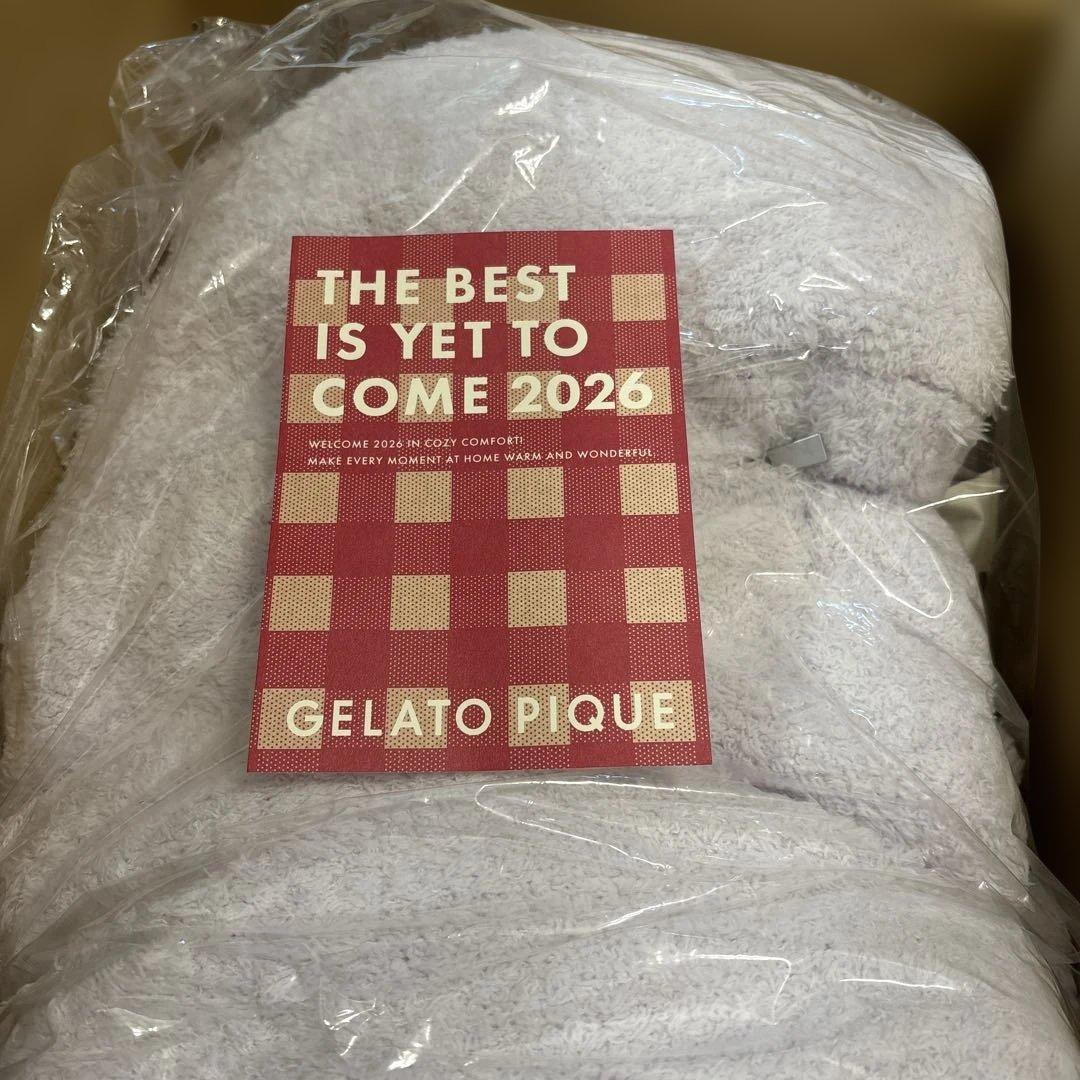 THE BEST
IS YET TO
COME 2026
WELCOME 2026 IN COZY COMFORT!
MAKE EVERY MOMENT AT HOME WARM AND WONDERFUL.
GELATO PIQUE